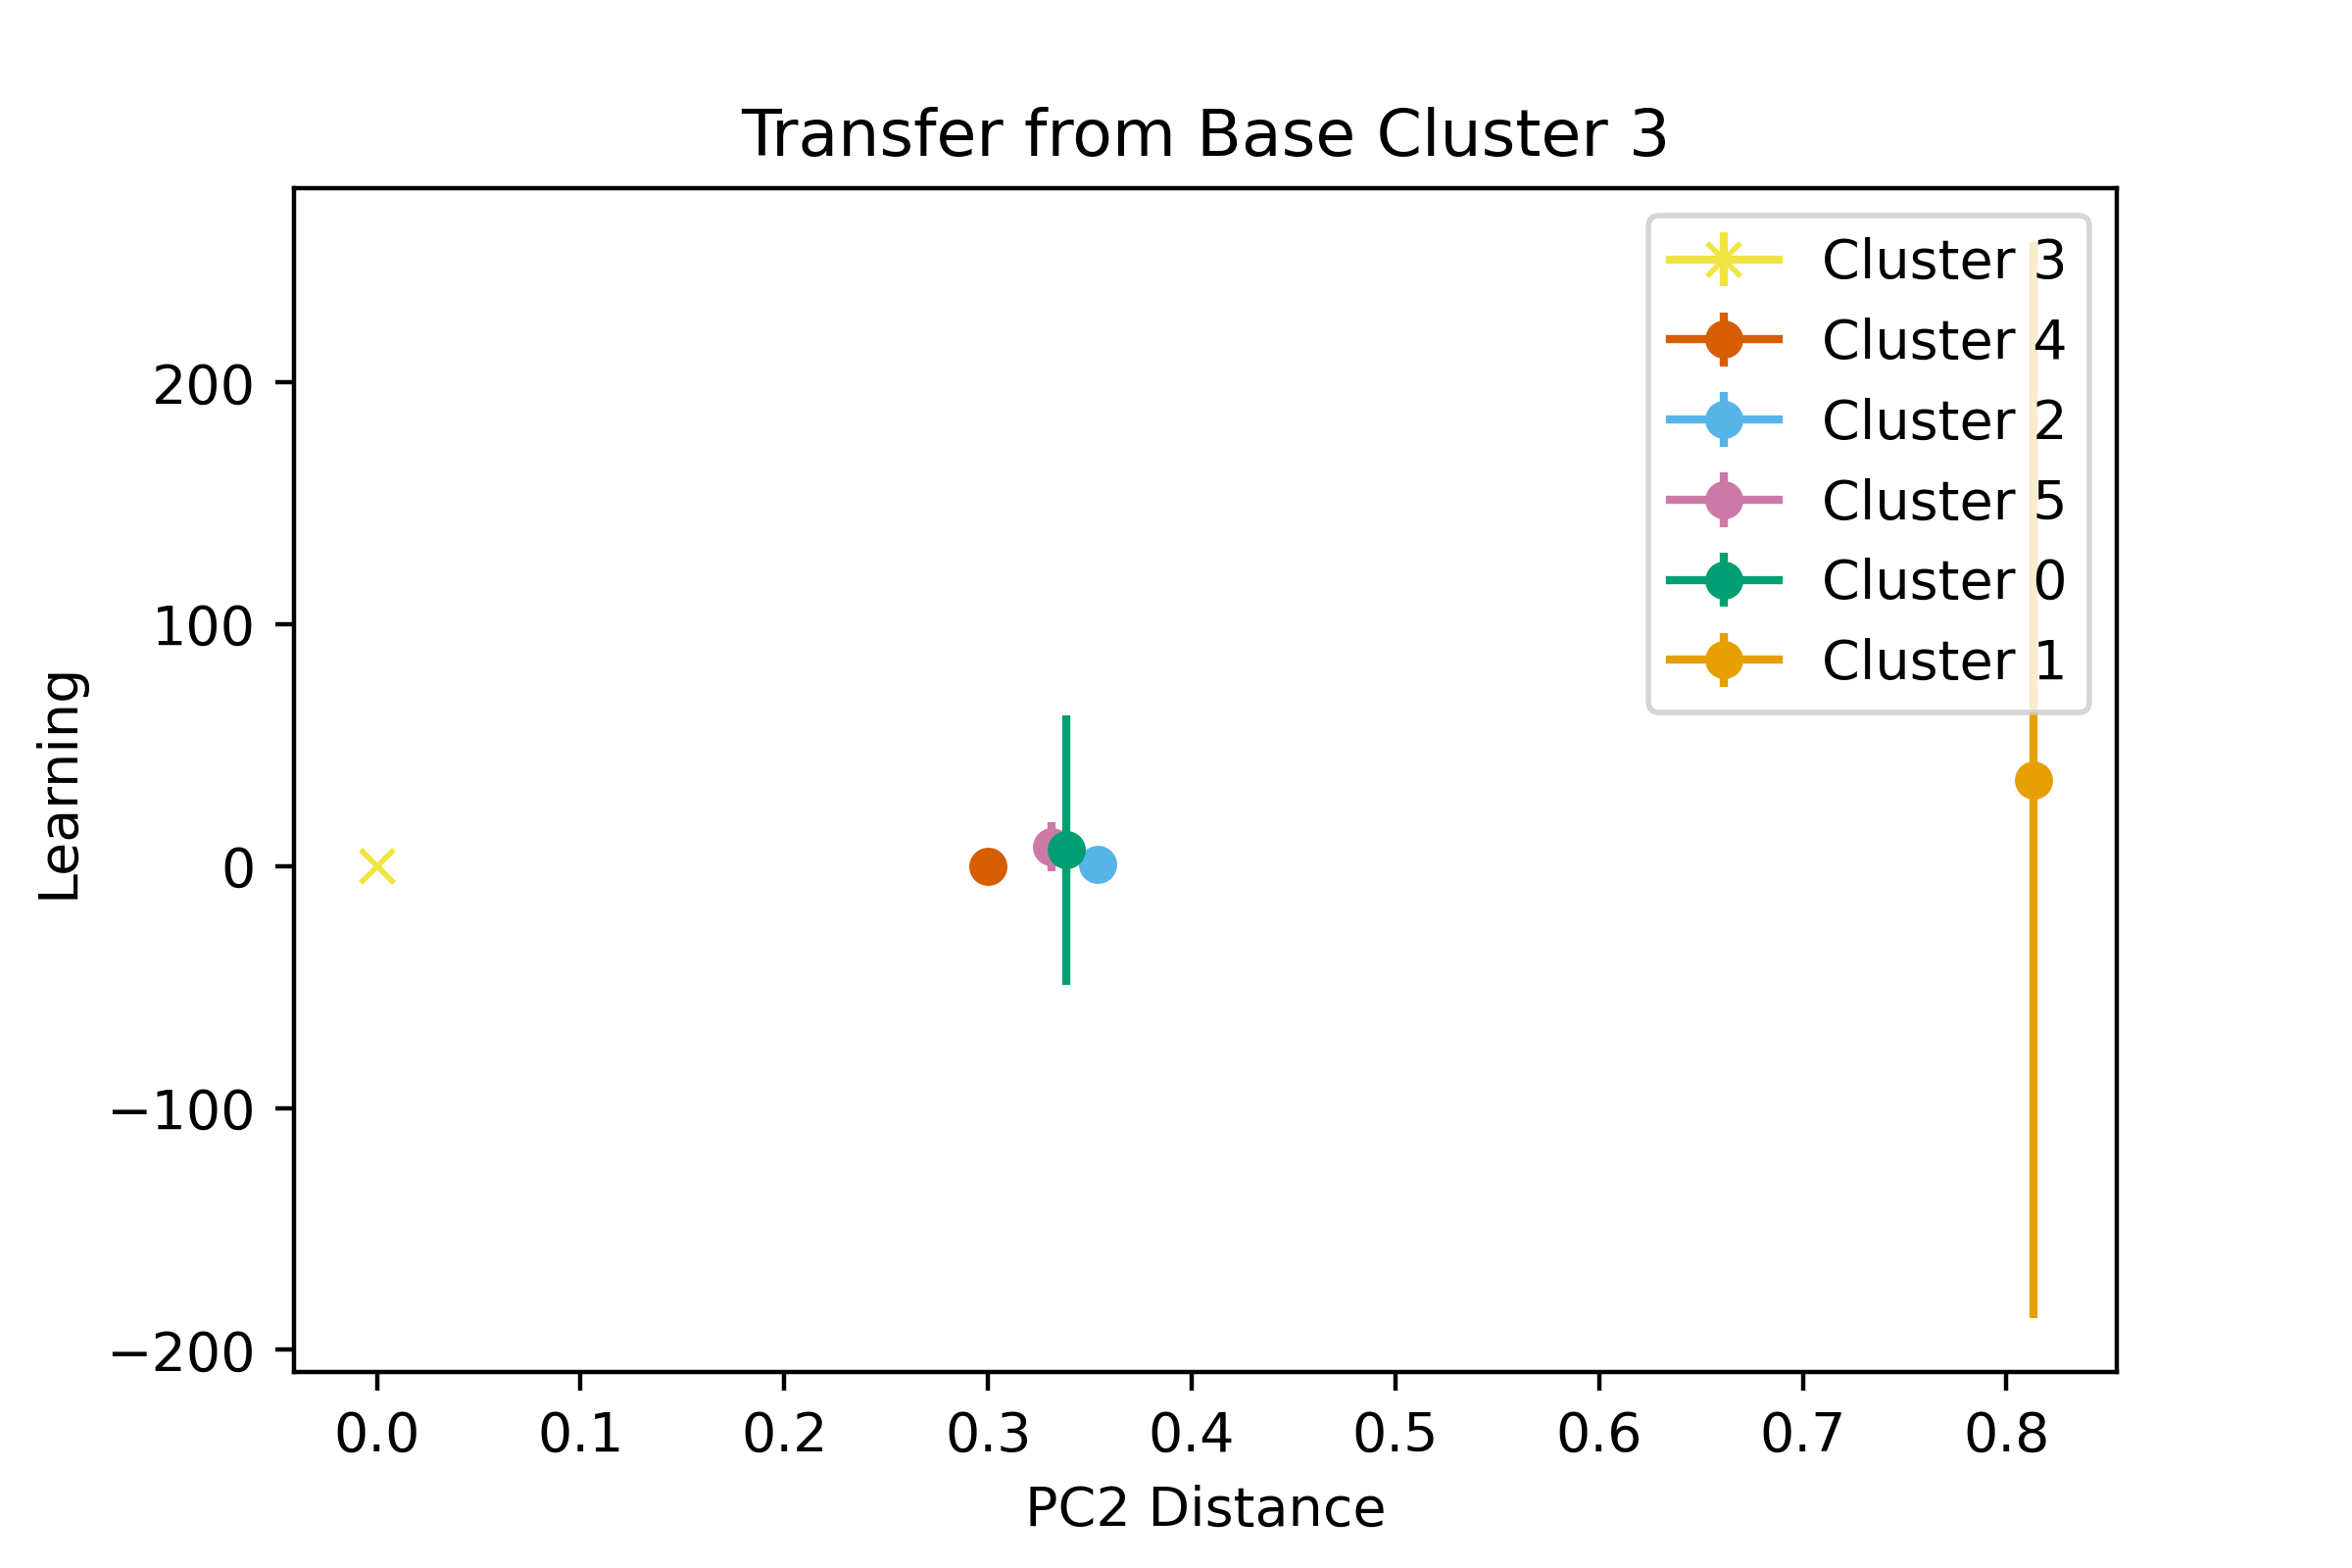 Transfer from Base Cluster 3
Cluster 3
Cluster 4
Cluster 2
Cluster 5
Cluster 0
Cluster 1
200
100
0
−100
−200
Learning
0.0 0.1 0.2 0.3 0.4 0.5 0.6 0.7 0.8
PC2 Distance